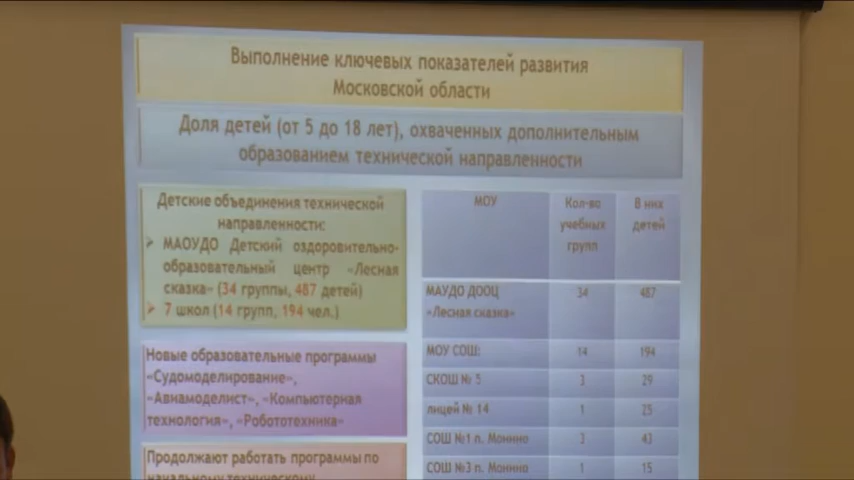 Выполнение ключевых показателей развития
Московской области
Доля детей (от 5 до 18 лет), охваченных дополнительным
образованием технической направленности
Детские объединения технической
направленности:
➢ МАОУДО Детский оздоровительно-
образовательный центр «Лесная
сказка» (34 группы, 487 детей)
➢ 7 школ (14 групп, 194 чел.)
Новые образовательные программы
«Судомоделирование»,
«Авиамоделист», «Компьютерная
технология», «Робототехника»
Продолжают работать программы по
начальному техническому
МОУ
Кол-во
учебных
групп
В них
детей
МАУДО ДООЦ
«Лесная сказка»
34
487
МОУ СОШ:
14
194
СКОШ № 5
3
29
лицей № 14
1
25
СОШ №1 п. Монино
3
43
СОШ №3 п. Монино
1
15